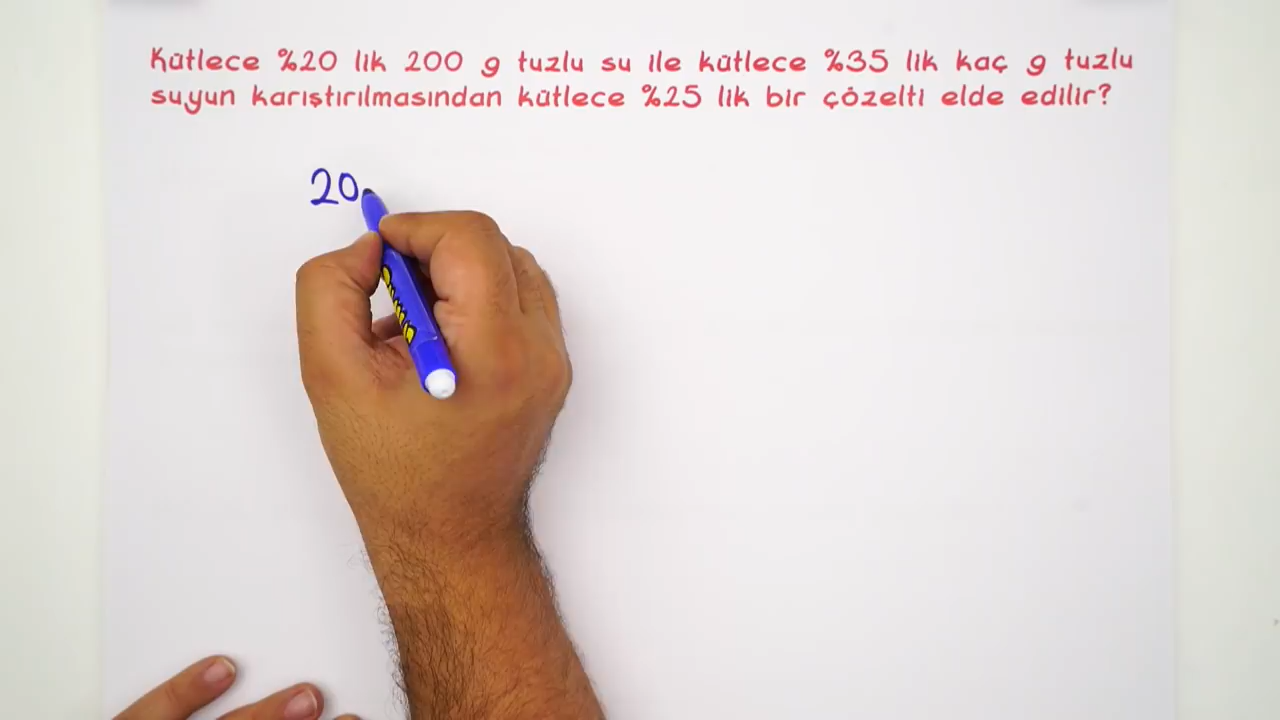 Kütlece %20 lik 200 g tuzlu su ile kütlece %35 lik kaç g tuzlu
suyun karıştırılmasından kütlece %25 lik bir çözelti elde edilir?
20